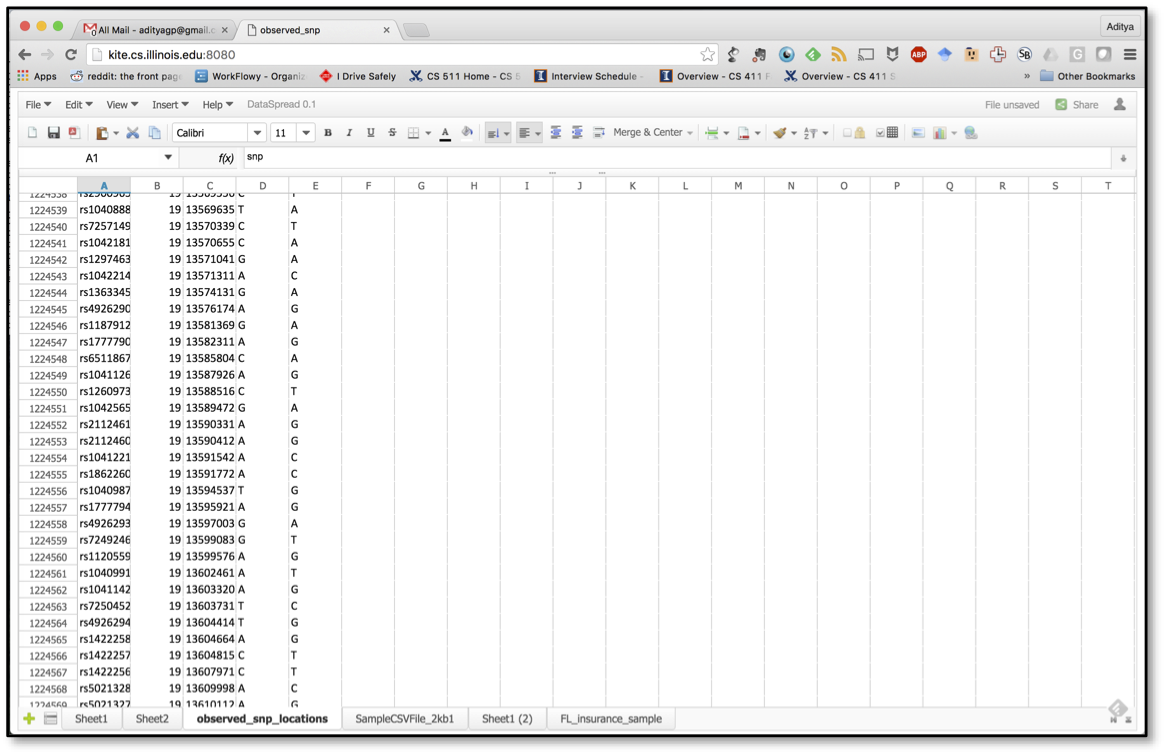 All Mail - adityagp@gmail.c
observed_snp
Aditya
kite.cs.illinois.edu:8080
Apps reddit: the front page WorkFlowy - Organiz I Drive Safely CS 511 Home - CS 5 Interview Schedule - Overview - CS 411 F Overview - CS 411 S » Other Bookmarks
File Edit View Insert Help DataSpread 0.1 File unsaved Share
Calibri 11 B I U S A Merge & Center
A1 f(x) snp
A B C D E F G H I J K L M N O P Q R S T
1224539 rs1040888 19 13569635 T A
1224540 rs7257149 19 13570339 C T
1224541 rs1042181 19 13570655 C A
1224542 rs1297463 19 13571041 G A
1224543 rs1042214 19 13571311 A C
1224544 rs1363345 19 13574131 G A
1224545 rs4926290 19 13576174 A G
1224546 rs1187912 19 13581369 G A
1224547 rs1777790 19 13582311 A G
1224548 rs6511867 19 13585804 C A
1224549 rs1041126 19 13587926 A G
1224550 rs1260973 19 13588516 C T
1224551 rs1042565 19 13589472 G A
1224552 rs2112461 19 13590331 A G
1224553 rs2112460 19 13590412 A G
1224554 rs1041221 19 13591542 A C
1224555 rs1862260 19 13591772 A C
1224556 rs1040987 19 13594537 T G
1224557 rs1777794 19 13595921 A G
1224558 rs4926293 19 13597003 G A
1224559 rs7249246 19 13599083 G T
1224560 rs1120559 19 13599576 A G
1224561 rs1040991 19 13602461 A T
1224562 rs1041142 19 13603320 A G
1224563 rs7250452 19 13603731 T C
1224564 rs4926294 19 13604414 T G
1224565 rs1422258 19 13604664 A G
1224566 rs1422257 19 13604815 C T
1224567 rs1422256 19 13607971 C T
1224568 rs5021328 19 13609998 A C
1224569 rs5021327 19 13610112 A G
Sheet1 Sheet2 observed_snp_locations SampleCSVFile_2kb1 Sheet1 (2) FL_insurance_sample